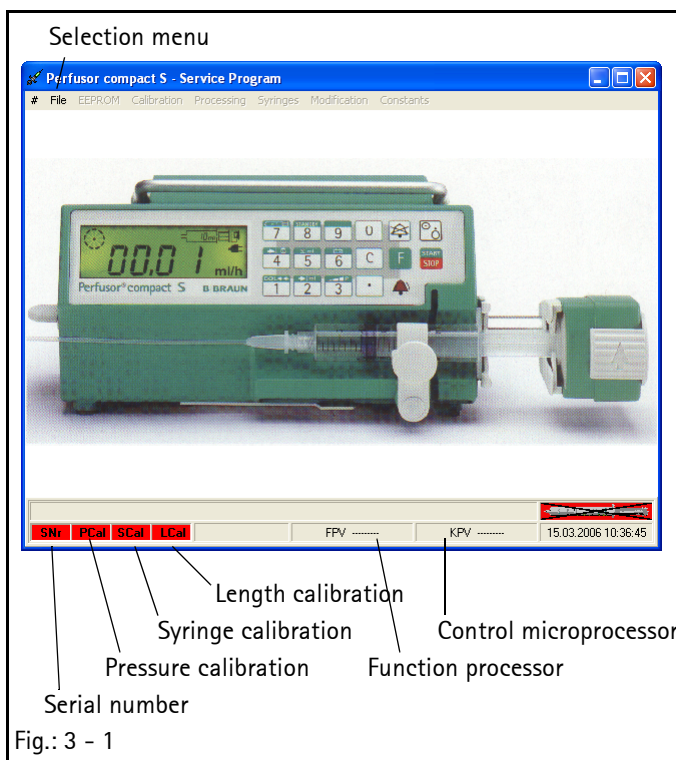 Selection menu
Perfusor compact S - Service Program
# File EEPROM Calibration Processing Syringes Modification Constants
7 8 9 0
10ml
00.01 ml/h
4 5 6 C F START STOP
Perfusor® compact S B BRAUN
1 2 3 .
SNr PCal SCal LCal FPV --------- KPV --------- 15.03.2006 10:36:45
Length calibration
Syringe calibration Control microprocessor
Pressure calibration Function processor
Serial number
Fig.: 3 - 1